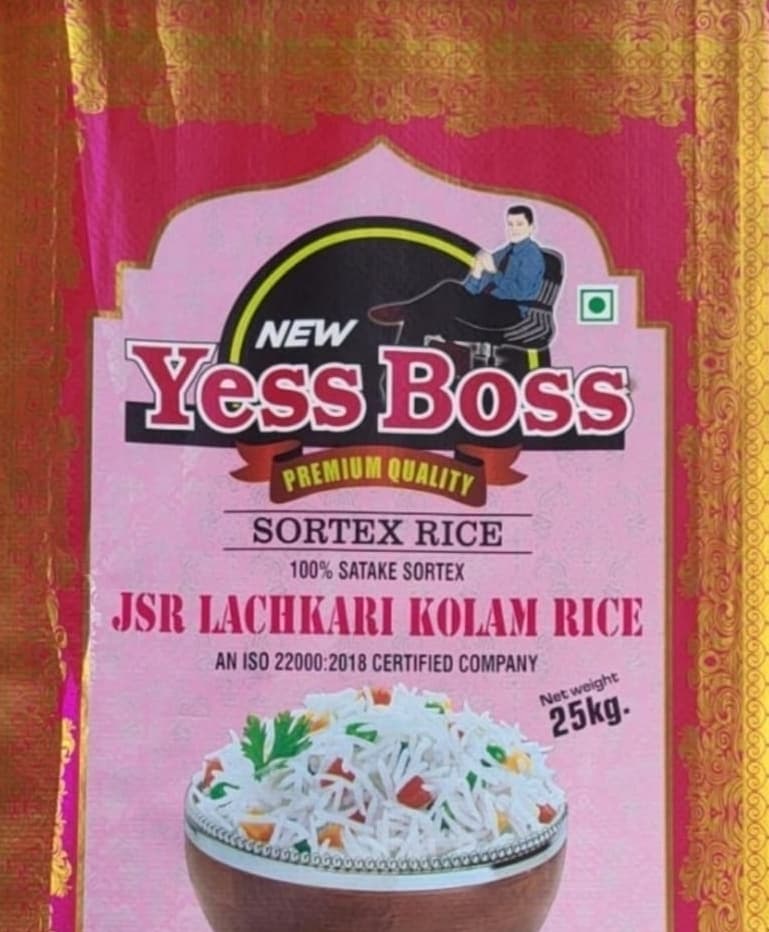 NEW
Yess Boss
PREMIUM QUALITY
SORTEX RICE
100% SATAKE SORTEX
JSR LACHKARI KOLAM RICE
AN ISO 22000:2018 CERTIFIED COMPANY
Net weight
25kg.